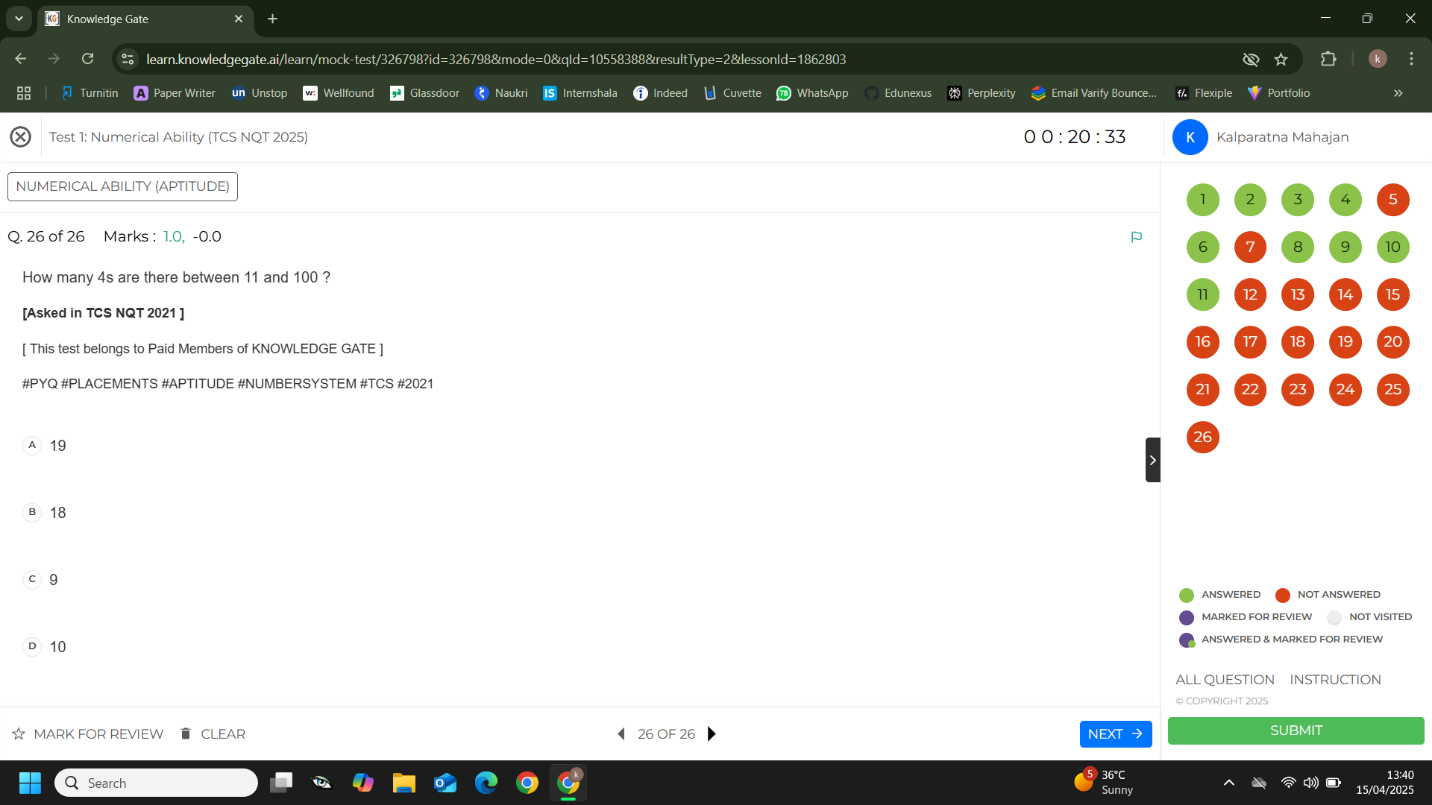 Knowledge Gate
learn.knowledgegate.ai/learn/mock-test/326798?id=326798&mode=0&qId=10558388&resultType=2&lessonId=1862803
k
Turnitin
A Paper Writer
un Unstop
w: Wellfound
Glassdoor
Naukri
IS Internshala
Indeed
Cuvette
WhatsApp
Edunexus
Perplexity
Email Varify Bounce...
Flexiple
Portfolio
Test 1: Numerical Ability (TCS NQT 2025)
0 0 : 20 : 33
K Kalparatna Mahajan
NUMERICAL ABILITY (APTITUDE)
Q. 26 of 26 Marks : 1.0, -0.0
How many 4s are there between 11 and 100 ?
[Asked in TCS NQT 2021 ]
[ This test belongs to Paid Members of KNOWLEDGE GATE ]
#PYQ #PLACEMENTS #APTITUDE #NUMBERSYSTEM #TCS #2021
A 19
B 18
C 9
D 10
1 2 3 4 5
6 7 8 9 10
11 12 13 14 15
16 17 18 19 20
21 22 23 24 25
26
ANSWERED NOT ANSWERED
MARKED FOR REVIEW NOT VISITED
ANSWERED & MARKED FOR REVIEW
ALL QUESTION INSTRUCTION
© COPYRIGHT 2025
SUBMIT
MARK FOR REVIEW CLEAR
26 OF 26
NEXT
Search
5
36°C
Sunny
13:40
15/04/2025